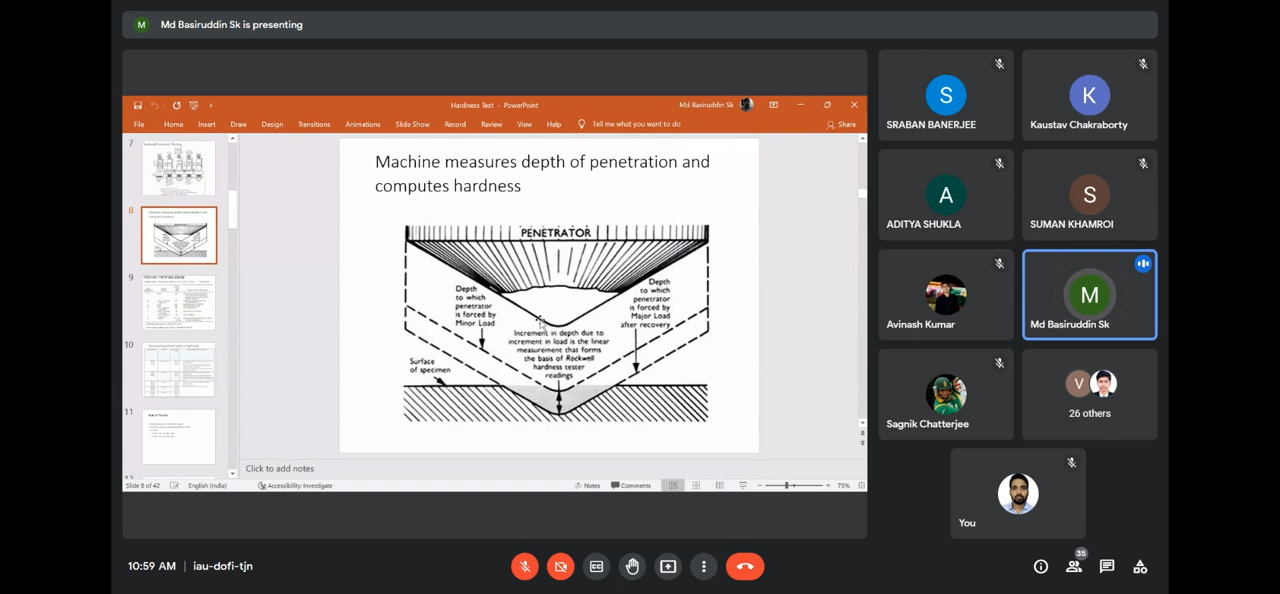 M
Md Basiruddin Sk is presenting
Hardness Test - PowerPoint
Md Basiruddin Sk
File Home Insert Draw Design Transitions Animations Slide Show Record Review View Help Tell me what you want to do
Share
7
8
9
10
11
Machine measures depth of penetration and
computes hardness
PENETRATOR
Depth
to which
penetrator
is forced by
Minor Load
Depth
to which
penetrator
is forced by
Major Load
after recovery
Increment in depth due to
increment in load is the linear
measurement that forms
the basis of Rockwell
hardness tester
readings
Surface
of specimen
Click to add notes
Slide 8 of 42
English (India)
Accessibility: Investigate
Notes
Comments
75%
S
SRABAN BANERJEE
K
Kaustav Chakraborty
A
ADITYA SHUKLA
S
SUMAN KHAMROI
Avinash Kumar
M
Md Basiruddin Sk
Sagnik Chatterjee
V
26 others
You
10:59 AM | iau-dofi-tjn
CC
35